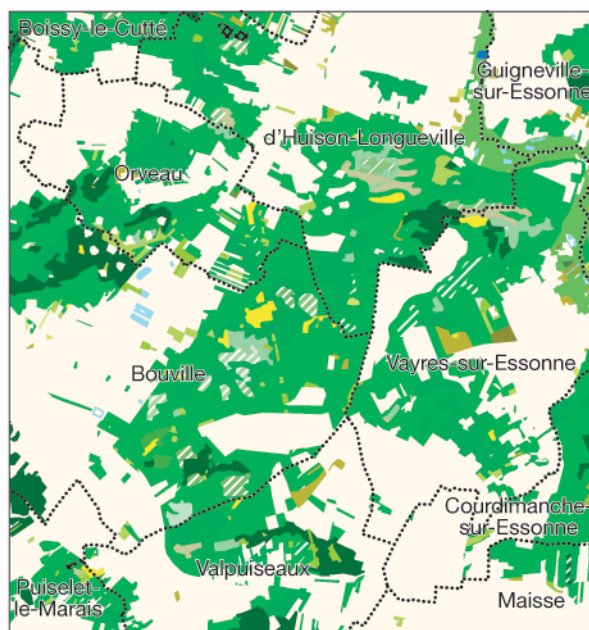 Boissy-le-Cutté
Guigneville-
sur-Essonne
d'Huison-Longueville
Orveau
Vayres-sur-Essonne
Bouville
Courdimanche-
sur-Essonne
Valpuiseaux
Puiselet-
le-Marais
Maisse